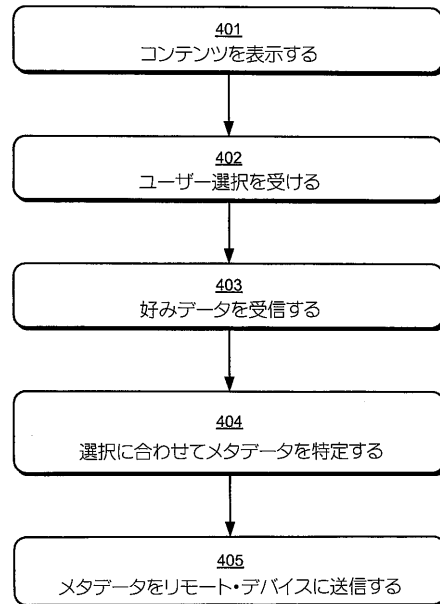 401
コンテンツを表示する
402
ユーザー選択を受ける
403
好みデータを受信する
404
選択に合わせてメタデータを特定する
405
メタデータをリモート・デバイスに送信する